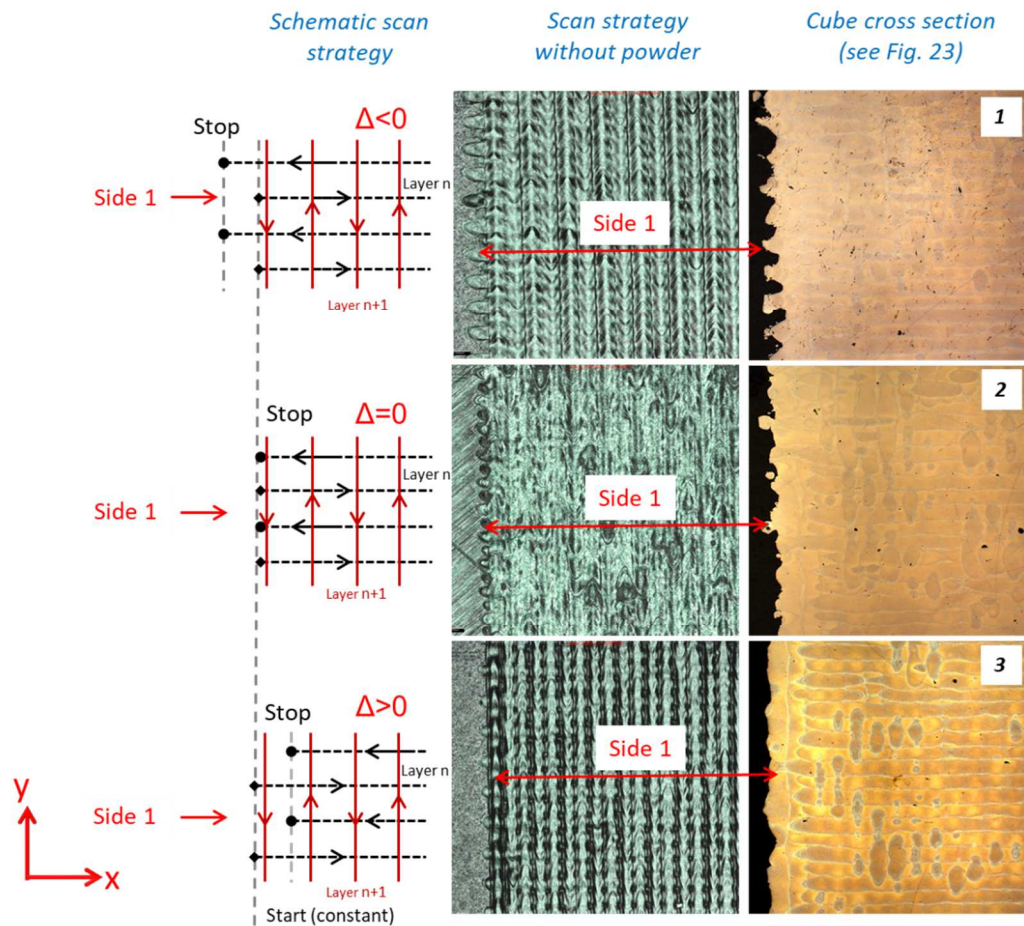 Schematic scan
strategy
Scan strategy
without powder
Cube cross section
(see Fig. 23)
Stop
Δ<0
Layer n
Side 1
Layer n+1
Side 1
1
Stop
Δ=0
Layer n
Side 1
Layer n+1
Side 1
2
Stop
Δ>0
Layer n
Side 1
Layer n+1
Start (constant)
Side 1
3
y
x